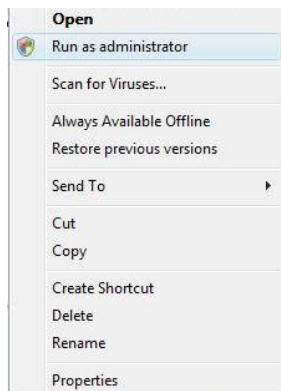 Open
Run as administrator
Scan for Viruses...
Always Available Offline
Restore previous versions
Send To
Cut
Copy
Create Shortcut
Delete
Rename
Properties